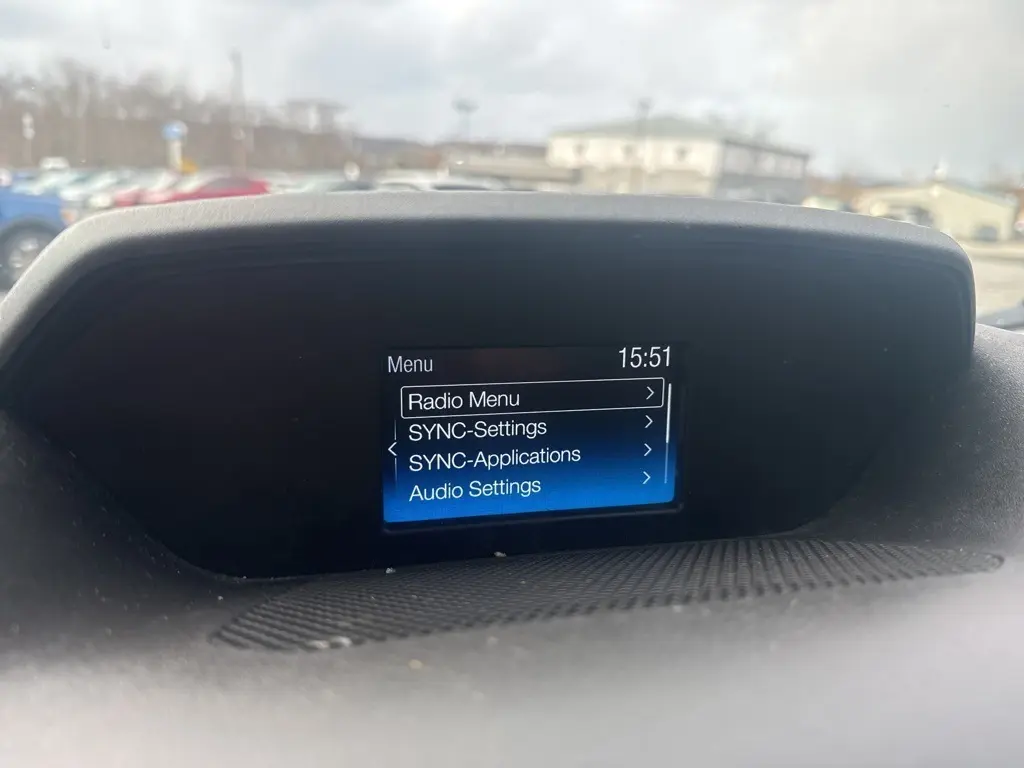 Menu 15:51
Radio Menu
SYNC-Settings
SYNC-Applications
Audio Settings